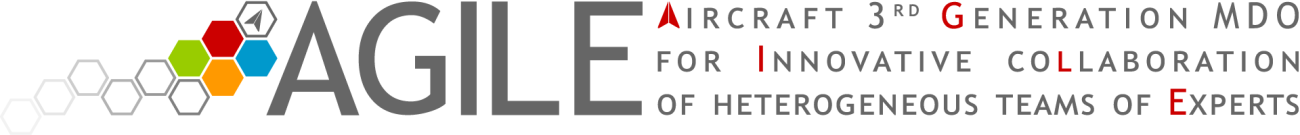 AGILE
Aircraft 3rd Generation MDO
for Innovative coLLaboration
of heterogeneous teams of Experts